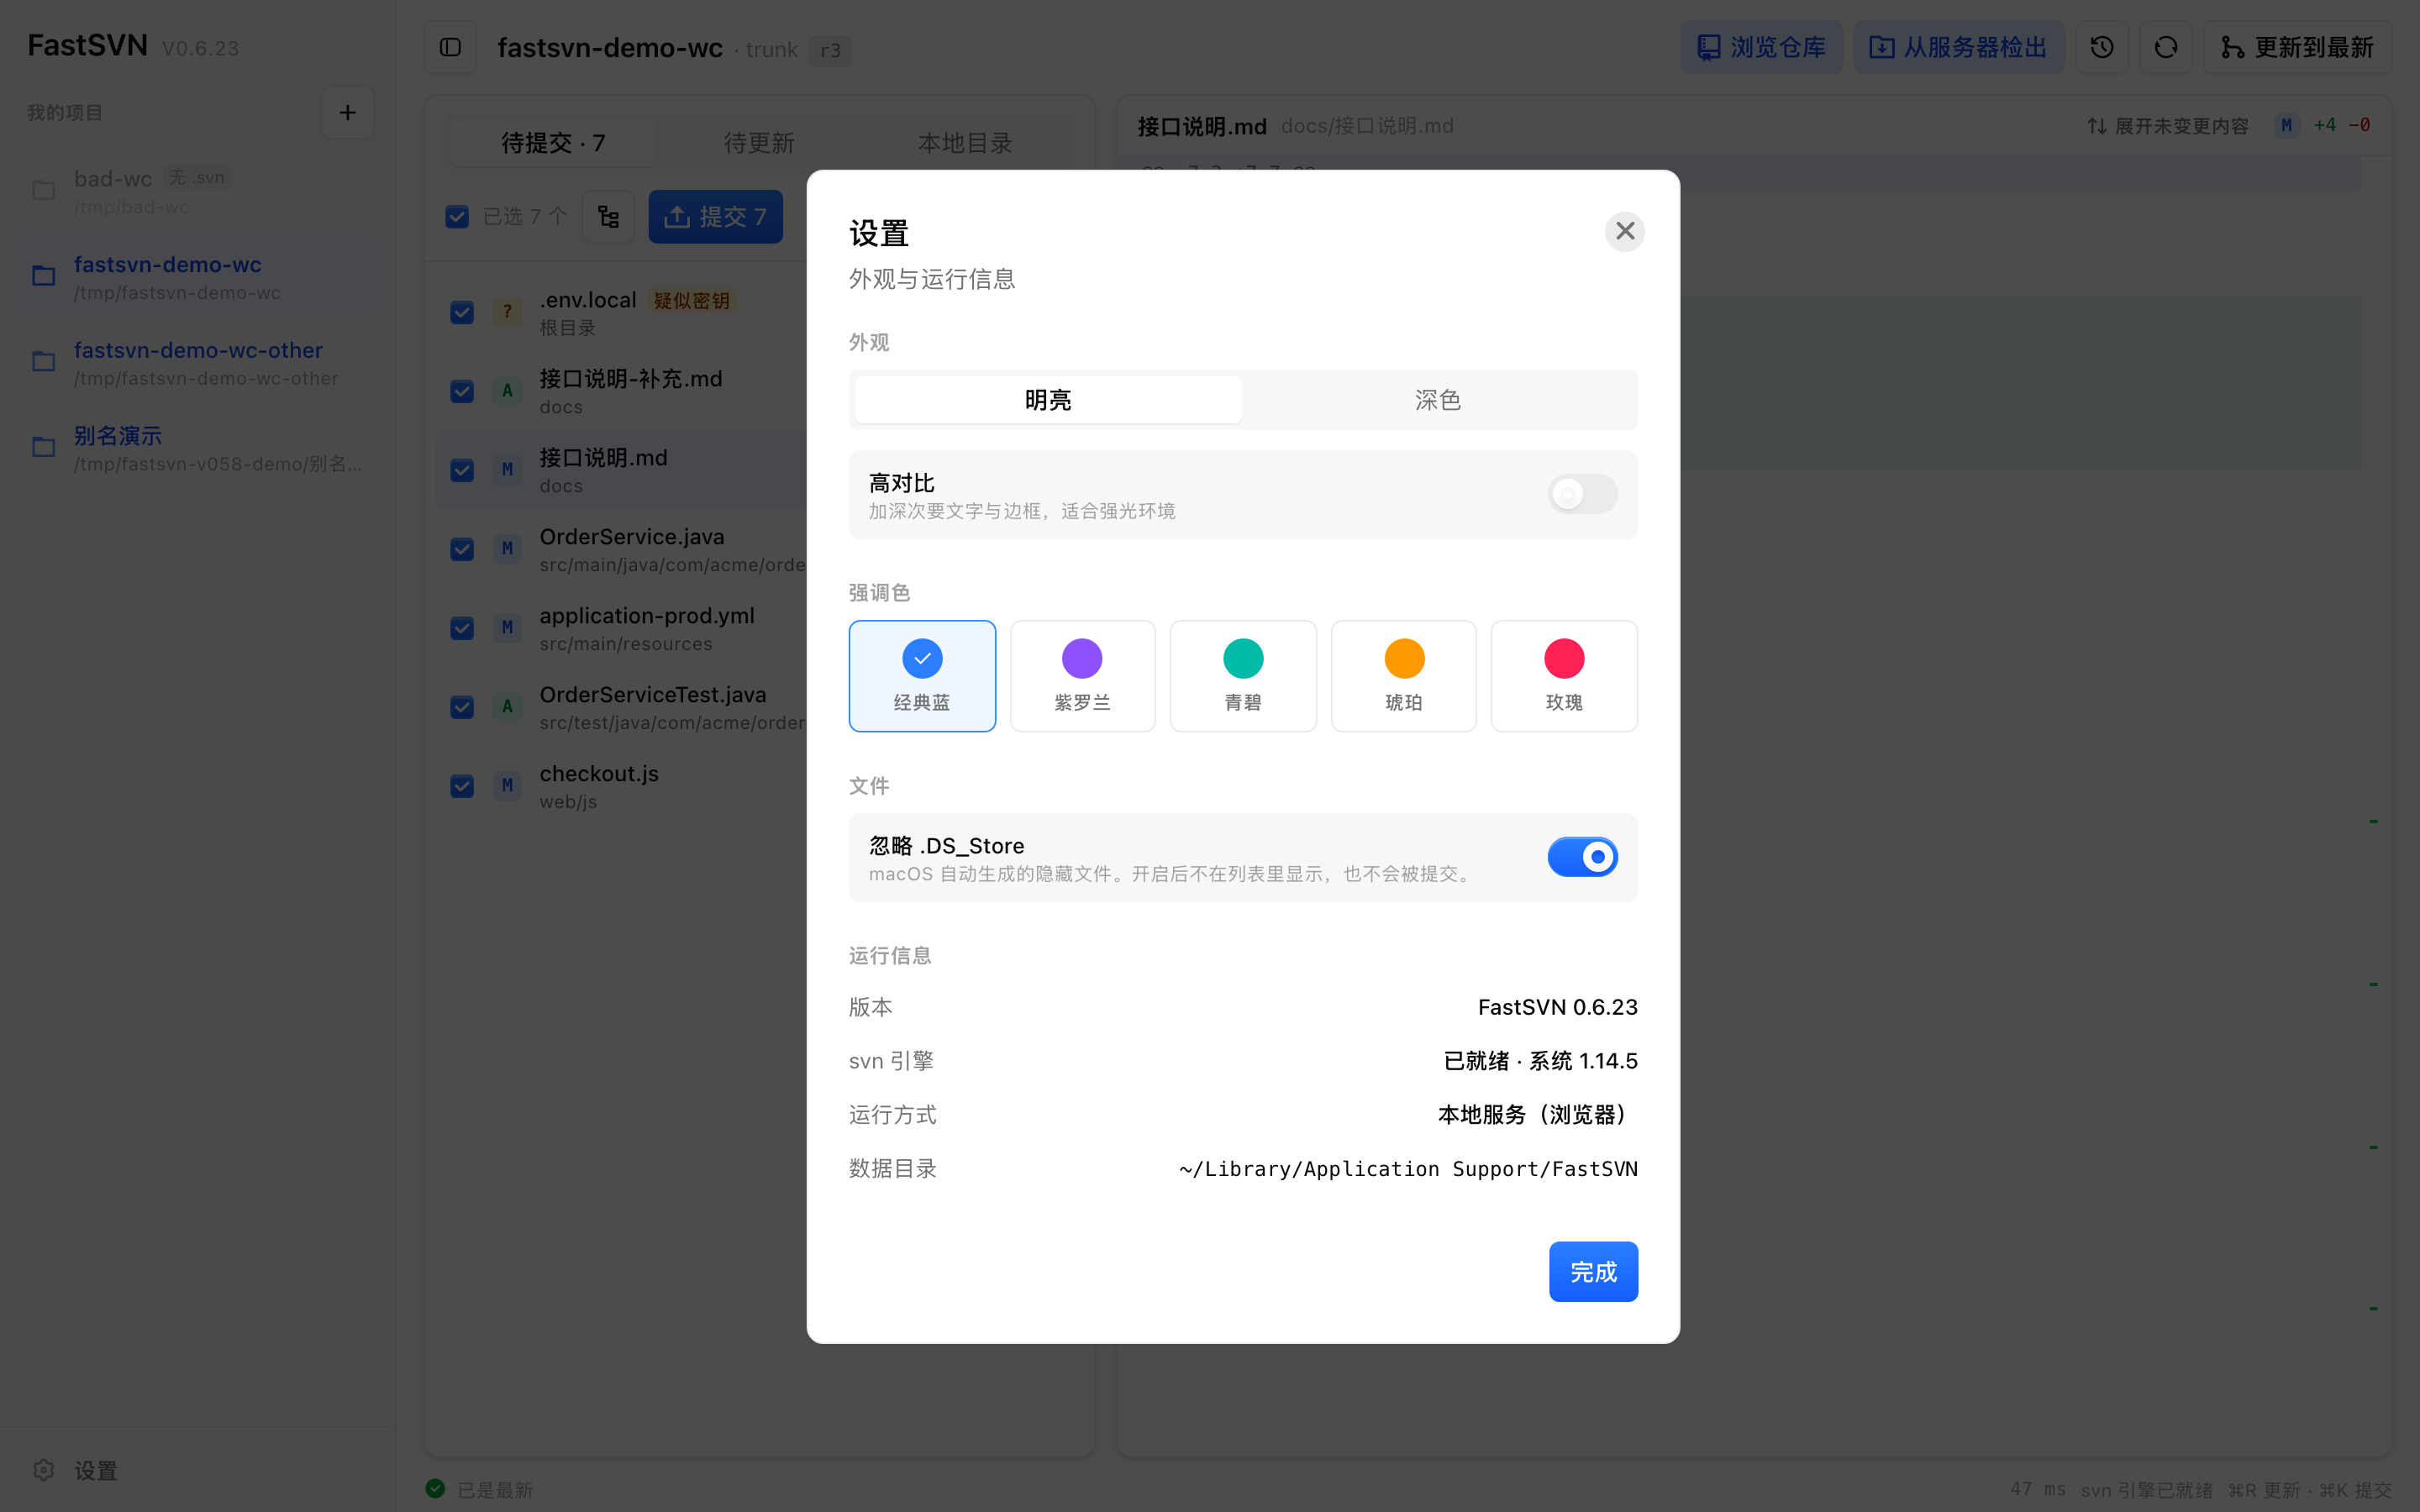 FastSVN V0.6.23
我的项目
bad-wc 无 .svn
/tmp/bad-wc
fastsvn-demo-wc
/tmp/fastsvn-demo-wc
fastsvn-demo-wc-other
/tmp/fastsvn-demo-wc-other
别名演示
/tmp/fastsvn-v058-demo/别名...
设置
fastsvn-demo-wc · trunk r3
浏览仓库
从服务器检出
更新到最新
待提交 · 7
待更新
本地目录
已选 7 个
提交 7
? .env.local 疑似密钥
根目录
A 接口说明-补充.md
docs
M 接口说明.md
docs
M OrderService.java
src/main/java/com/acme/orde
M application-prod.yml
src/main/resources
A OrderServiceTest.java
src/test/java/com/acme/order
M checkout.js
web/js
接口说明.md docs/接口说明.md
展开未变更内容 M +4 −0
设置
外观与运行信息
外观
明亮
深色
高对比
加深次要文字与边框，适合强光环境
强调色
经典蓝
紫罗兰
青碧
琥珀
玫瑰
文件
忽略 .DS_Store
macOS 自动生成的隐藏文件。开启后不在列表里显示，也不会被提交。
运行信息
版本 FastSVN 0.6.23
svn 引擎 已就绪 · 系统 1.14.5
运行方式 本地服务（浏览器）
数据目录 ~/Library/Application Support/FastSVN
完成
已是最新
47 ms svn 引擎已就绪 ⌘R 更新 · ⌘K 提交